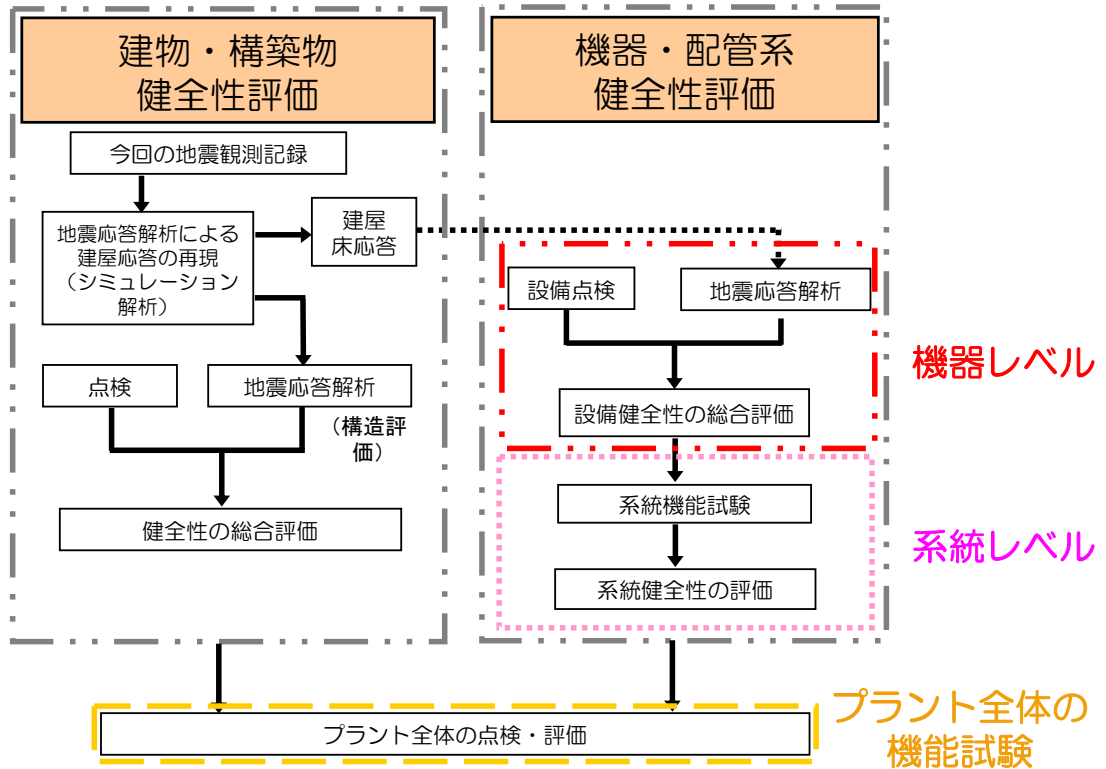 建物・構築物
健全性評価
今回の地震観測記録
地震応答解析による
建屋応答の再現
（シミュレーション
解析）
建屋
床応答
点検
地震応答解析
（構造評
価）
健全性の総合評価
機器・配管系
健全性評価
設備点検
地震応答解析
設備健全性の総合評価
機器レベル
系統機能試験
系統健全性の評価
系統レベル
プラント全体の点検・評価
プラント全体の
機能試験